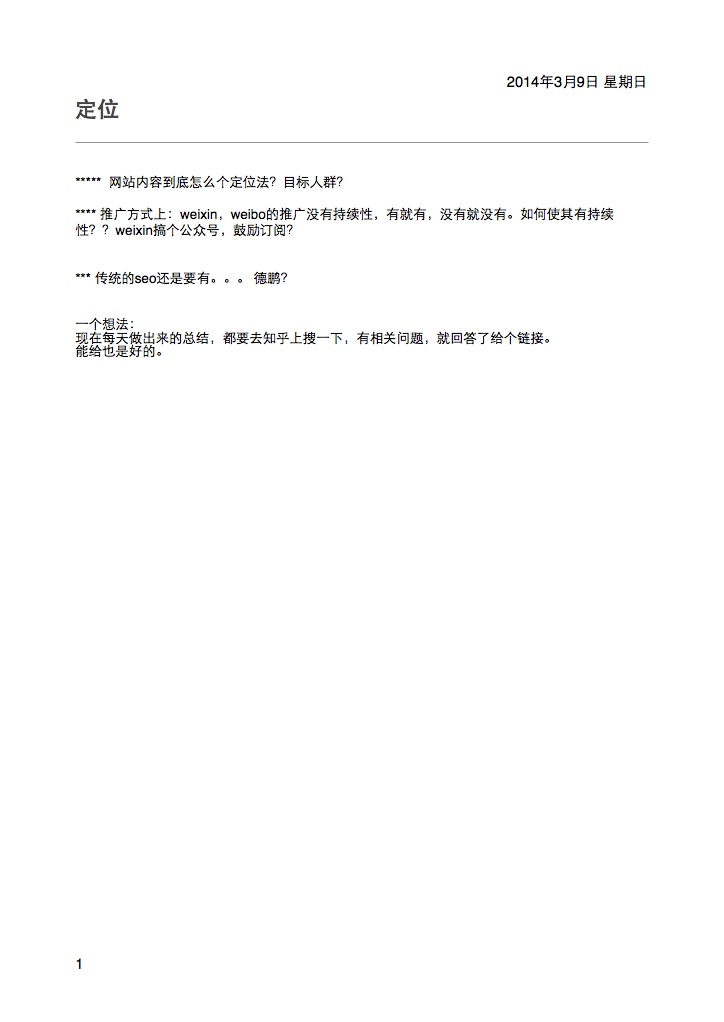 2014年3月9日 星期日
定位
***** 网站内容到底怎么个定位法？目标人群？
**** 推广方式上：weixin，weibo的推广没有持续性，有就有，没有就没有。如何使其有持续
性？？weixin搞个公众号，鼓励订阅？
*** 传统的seo还是要有。。。 德鹏？
一个想法：
现在每天做出来的总结，都要去知乎上搜一下，有相关问题，就回答了给个链接。
能给也是好的。
1